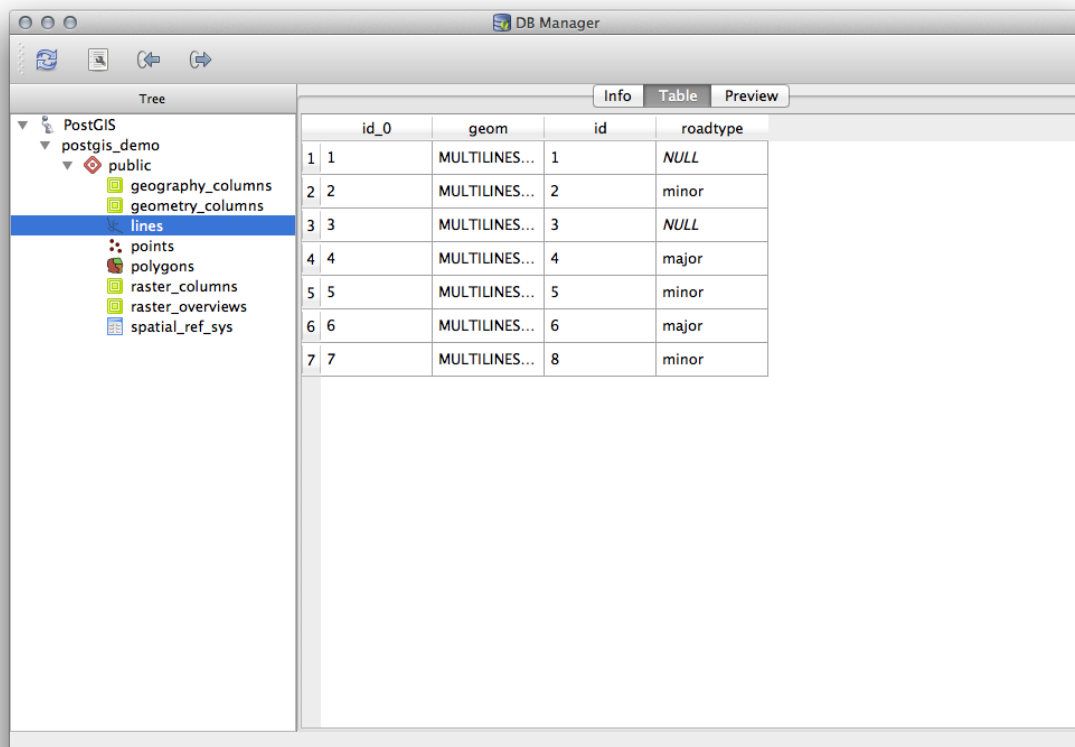 DB Manager
Tree
Info Table Preview
PostGIS
postgis_demo
public
geography_columns
geometry_columns
lines
points
polygons
raster_columns
raster_overviews
spatial_ref_sys
id_0 geom id roadtype
1 1 MULTILINES... 1 NULL
2 2 MULTILINES... 2 minor
3 3 MULTILINES... 3 NULL
4 4 MULTILINES... 4 major
5 5 MULTILINES... 5 minor
6 6 MULTILINES... 6 major
7 7 MULTILINES... 8 minor